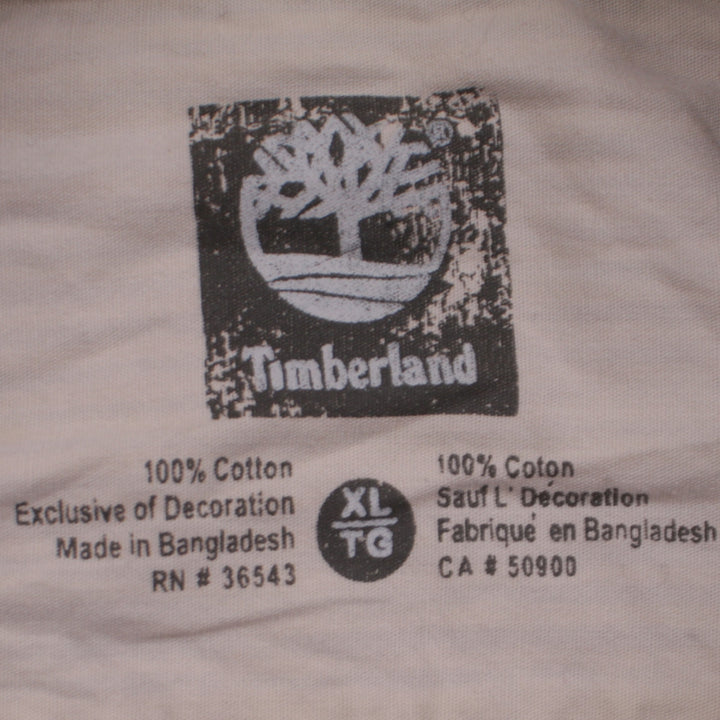 ®
Timberland
100% Cotton
Exclusive of Decoration
Made in Bangladesh
RN # 36543
XL
TG
100% Coton
Sauf L' Décoration
Fabriqué en Bangladesh
CA # 50900